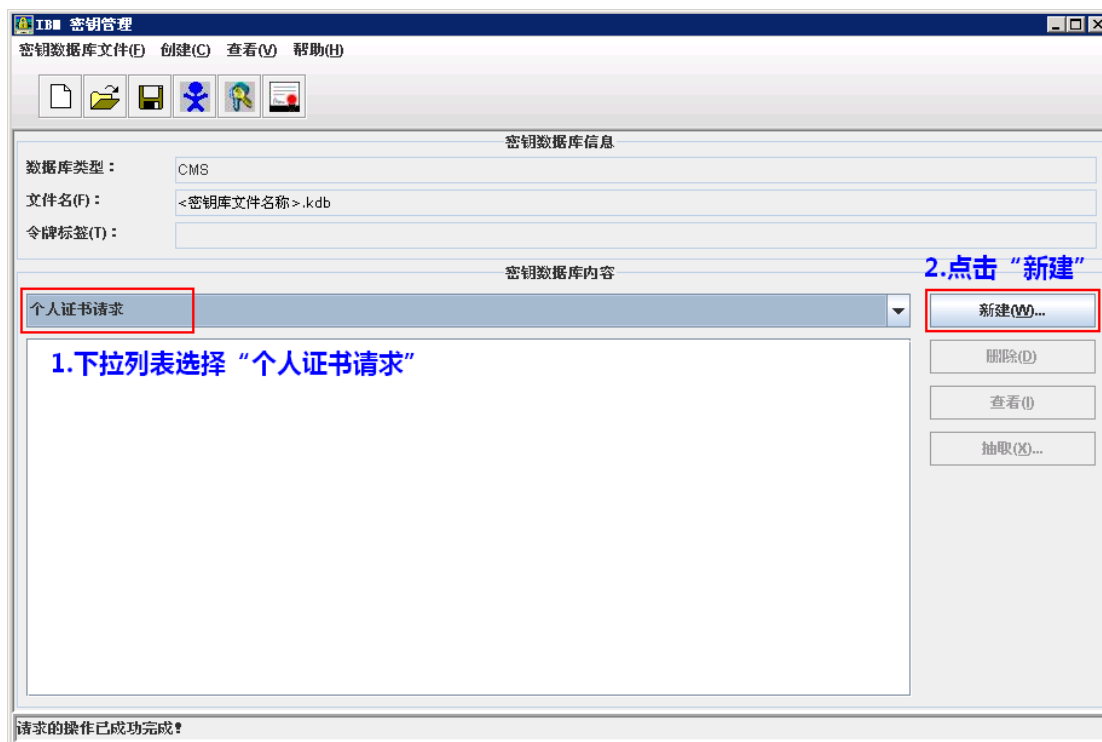 IBM 密钥管理
密钥数据库文件(F) 创建(C) 查看(V) 帮助(H)
密钥数据库信息
数据库类型：
CMS
文件名(F)：
<密钥库文件名称>.kdb
令牌标签(T)：
密钥数据库内容
2.点击“新建”
个人证书请求
新建(W)...
1.下拉列表选择“个人证书请求”
删除(D)
查看(I)
抽取(X)...
请求的操作已成功完成！